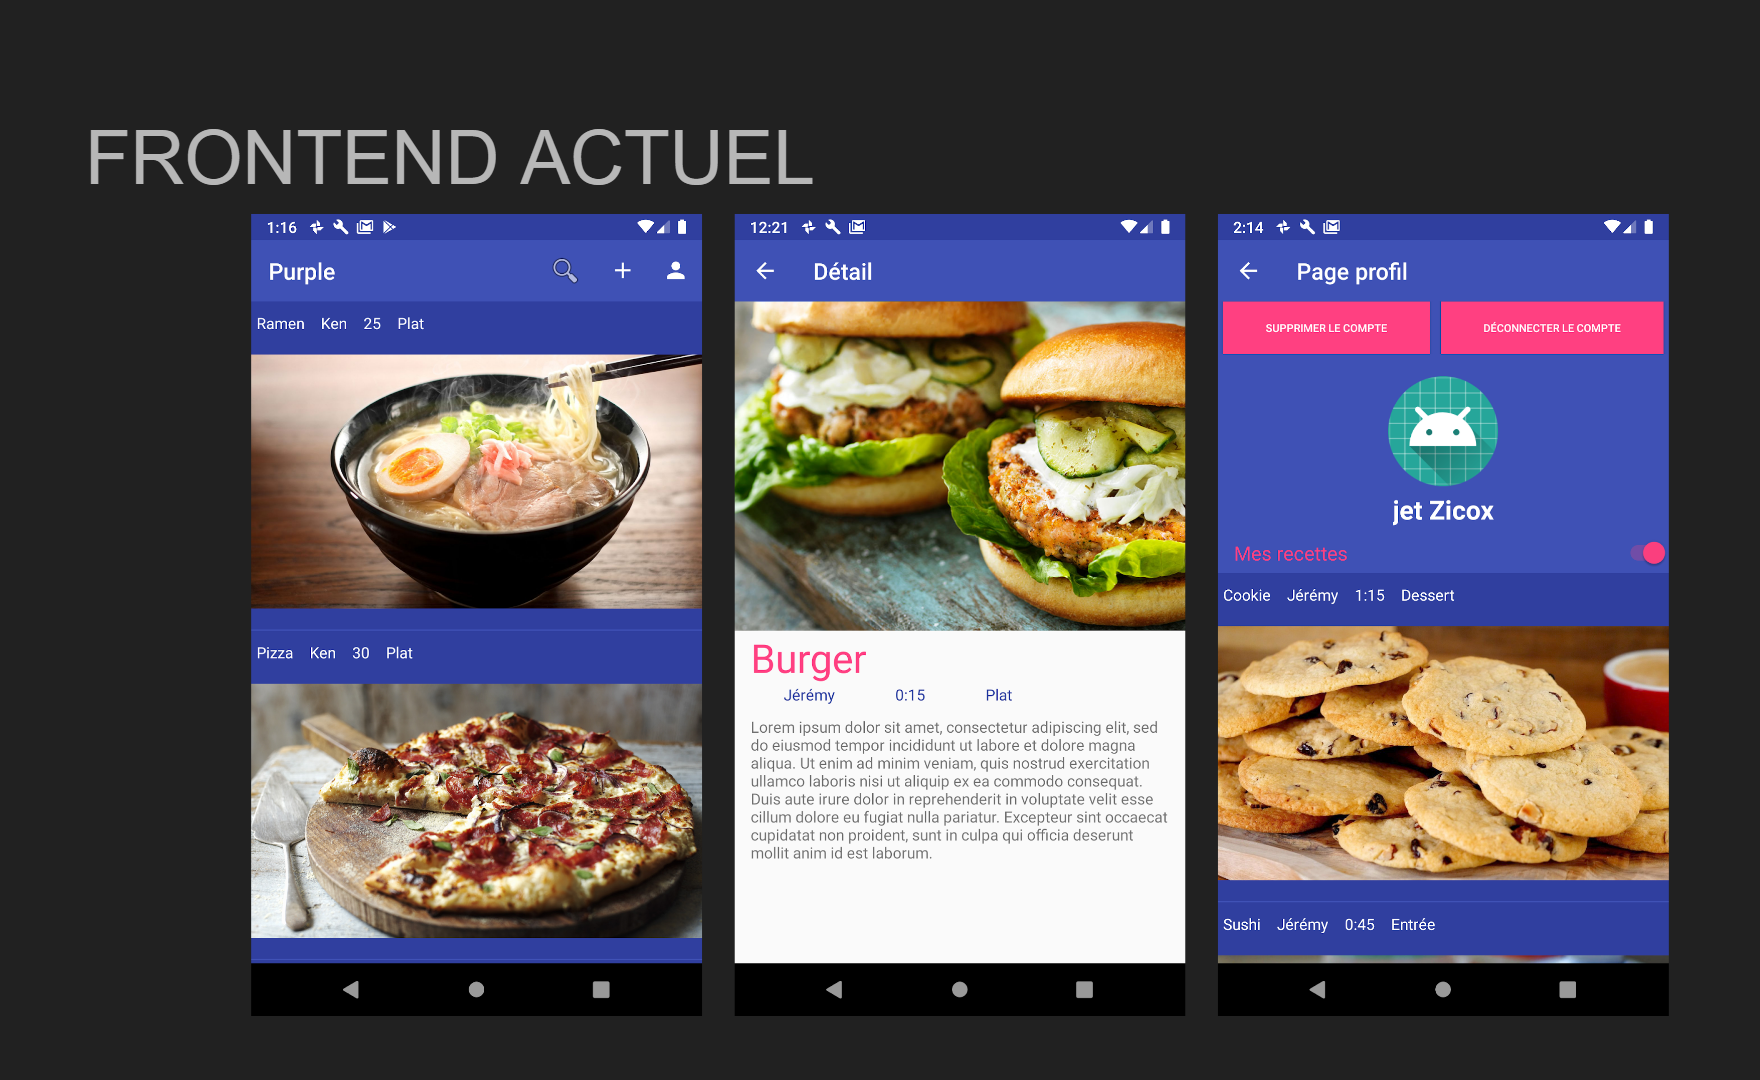 FRONTEND ACTUEL
1:16
Purple
Ramen Ken 25 Plat
Pizza Ken 30 Plat
12:21
Détail
Burger
Jérémy 0:15 Plat
Lorem ipsum dolor sit amet, consectetur adipiscing elit, sed
do eiusmod tempor incididunt ut labore et dolore magna
aliqua. Ut enim ad minim veniam, quis nostrud exercitation
ullamco laboris nisi ut aliquip ex ea commodo consequat.
Duis aute irure dolor in reprehenderit in voluptate velit esse
cillum dolore eu fugiat nulla pariatur. Excepteur sint occaecat
cupidatat non proident, sunt in culpa qui officia deserunt
mollit anim id est laborum.
2:14
Page profil
SUPPRIMER LE COMPTE
DÉCONNECTER LE COMPTE
jet Zicox
Mes recettes
Cookie Jérémy 1:15 Dessert
Sushi Jérémy 0:45 Entrée